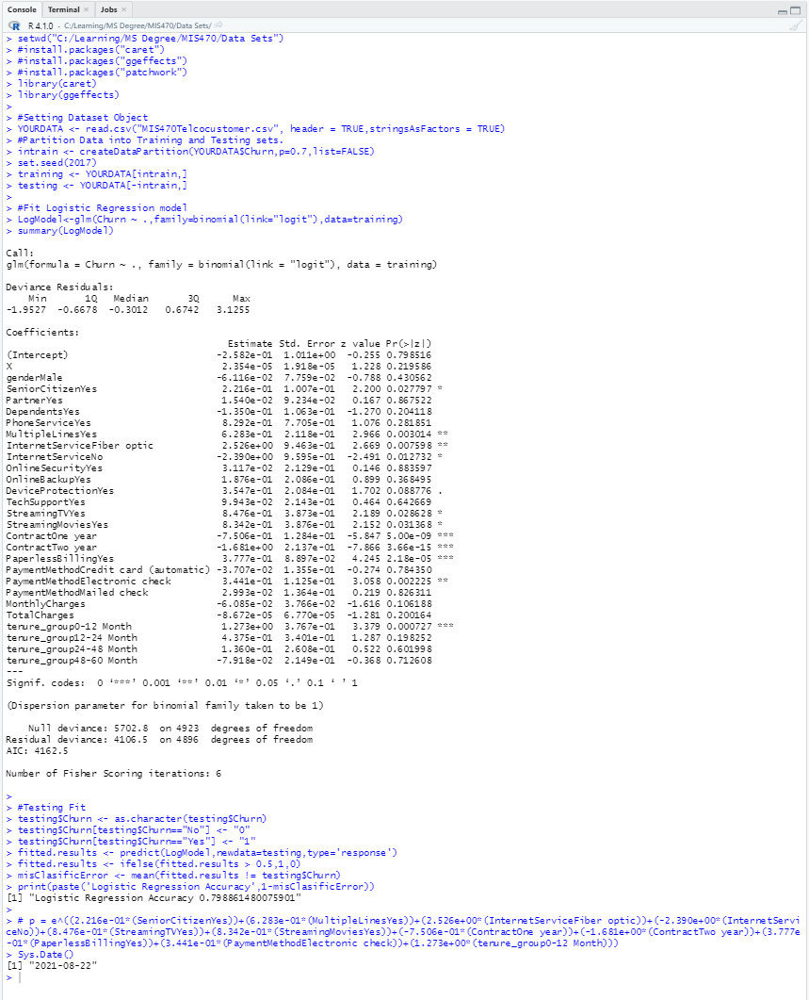 Console Terminal × Jobs ×
R 4.1.0 · C:/Learning/MS Degree/MIS470/Data Sets/
> setwd("C:/Learning/MS Degree/MIS470/Data Sets")
> #install.packages("caret")
> #install.packages("ggeffects")
> #install.packages("patchwork")
> library(caret)
> library(ggeffects)
>
> #Setting Dataset Object
> YOURDATA <- read.csv("MIS470Telcocustomer.csv", header = TRUE,stringsAsFactors = TRUE)
> #Partition Data into Training and Testing sets.
> intrain <- createDataPartition(YOURDATA$Churn,p=0.7,list=FALSE)
> set.seed(2017)
> training <- YOURDATA[intrain,]
> testing <- YOURDATA[-intrain,]
>
> #Fit Logistic Regression model
> LogModel<-glm(Churn ~ .,family=binomial(link="logit"),data=training)
> summary(LogModel)
Call:
glm(formula = Churn ~ ., family = binomial(link = "logit"), data = training)
Deviance Residuals:
Min 1Q Median 3Q Max
-1.9527 -0.6678 -0.3012 0.6742 3.1255
Coefficients:
Estimate Std. Error z value Pr(>|z|)
(Intercept) -2.582e-01 1.011e+00 -0.255 0.798516
X 2.354e-05 1.918e-05 1.228 0.219586
genderMale -6.116e-02 7.759e-02 -0.788 0.430562
SeniorCitizenYes 2.216e-01 1.007e-01 2.200 0.027797 *
PartnerYes 1.540e-02 9.234e-02 0.167 0.867522
DependentsYes -1.350e-01 1.063e-01 -1.270 0.204118
PhoneServiceYes 8.292e-01 7.705e-01 1.076 0.281851
MultipleLinesYes 6.283e-01 2.118e-01 2.966 0.003014 **
InternetServiceFiber optic 2.526e+00 9.463e-01 2.669 0.007598 **
InternetServiceNo -2.390e+00 9.595e-01 -2.491 0.012732 *
OnlineSecurityYes 3.117e-02 2.129e-01 0.146 0.883597
OnlineBackupYes 1.876e-01 2.086e-01 0.899 0.368495
DeviceProtectionYes 3.547e-01 2.084e-01 1.702 0.088776 .
TechSupportYes 9.943e-02 2.143e-01 0.464 0.642669
StreamingTVYes 8.476e-01 3.873e-01 2.189 0.028628 *
StreamingMoviesYes 8.342e-01 3.876e-01 2.152 0.031368 *
ContractOne year -7.506e-01 1.284e-01 -5.847 5.00e-09 ***
ContractTwo year -1.681e+00 2.137e-01 -7.866 3.66e-15 ***
PaperlessBillingYes 3.777e-01 8.897e-02 4.245 2.18e-05 ***
PaymentMethodCredit card (automatic) -3.707e-02 1.355e-01 -0.274 0.784350
PaymentMethodElectronic check 3.441e-01 1.125e-01 3.058 0.002225 **
PaymentMethodMailed check 2.993e-02 1.364e-01 0.219 0.826311
MonthlyCharges -6.085e-02 3.766e-02 -1.616 0.106188
TotalCharges -8.672e-05 6.770e-05 -1.281 0.200164
tenure_group0-12 Month 1.273e+00 3.767e-01 3.379 0.000727 ***
tenure_group12-24 Month 4.375e-01 3.401e-01 1.287 0.198252
tenure_group24-48 Month 1.360e-01 2.608e-01 0.522 0.601998
tenure_group48-60 Month -7.918e-02 2.149e-01 -0.368 0.712608
---
Signif. codes: 0 ‘***’ 0.001 ‘**’ 0.01 ‘*’ 0.05 ‘.’ 0.1 ‘ ’ 1
(Dispersion parameter for binomial family taken to be 1)
Null deviance: 5702.8 on 4923 degrees of freedom
Residual deviance: 4106.5 on 4896 degrees of freedom
AIC: 4162.5
Number of Fisher Scoring iterations: 6
>
> #Testing Fit
> testing$Churn <- as.character(testing$Churn)
> testing$Churn[testing$Churn=="No"] <- "0"
> testing$Churn[testing$Churn=="Yes"] <- "1"
> fitted.results <- predict(LogModel,newdata=testing,type='response')
> fitted.results <- ifelse(fitted.results > 0.5,1,0)
> misClasificError <- mean(fitted.results != testing$Churn)
> print(paste('Logistic Regression Accuracy',1-misClasificError))
[1] "Logistic Regression Accuracy 0.798861480075901"
>
> # p = e^((2.216e-01*(SeniorCitizenYes))+(6.283e-01*(MultipleLinesYes))+(2.526e+00*(InternetServiceFiber optic))+(-2.390e+00*(InternetServi
ceNo))+(8.476e-01*(StreamingTVYes))+(8.342e-01*(StreamingMoviesYes))+(-7.506e-01*(ContractOne year))+(-1.681e+00*(ContractTwo year))+(3.777e
-01*(PaperlessBillingYes))+(3.441e-01*(PaymentMethodElectronic check))+(1.273e+00*(tenure_group0-12 Month)))
> Sys.Date()
[1] "2021-08-22"
>